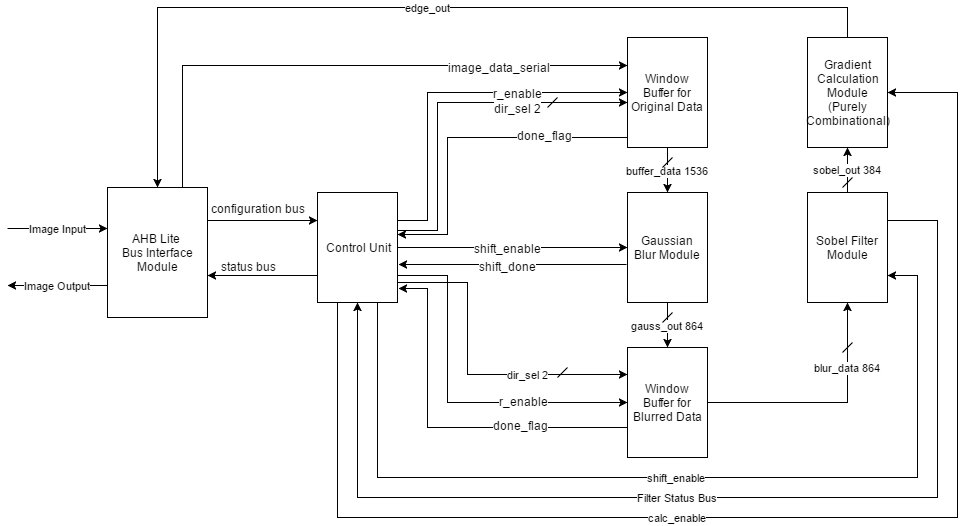 edge_out
image_data_serial
r_enable
dir_sel 2
done_flag
Window
Buffer for
Original Data
Gradient
Calculation
Module
(Purely
Combinational)
buffer_data 1536
sobel_out 384
Image Input
Image Output
AHB Lite
Bus Interface
Module
configuration bus
status bus
Control Unit
shift_enable
shift_done
Gaussian
Blur Module
Sobel Filter
Module
gauss_out 864
dir_sel 2
r_enable
done_flag
Window
Buffer for
Blurred Data
blur_data 864
shift_enable
Filter Status Bus
calc_enable